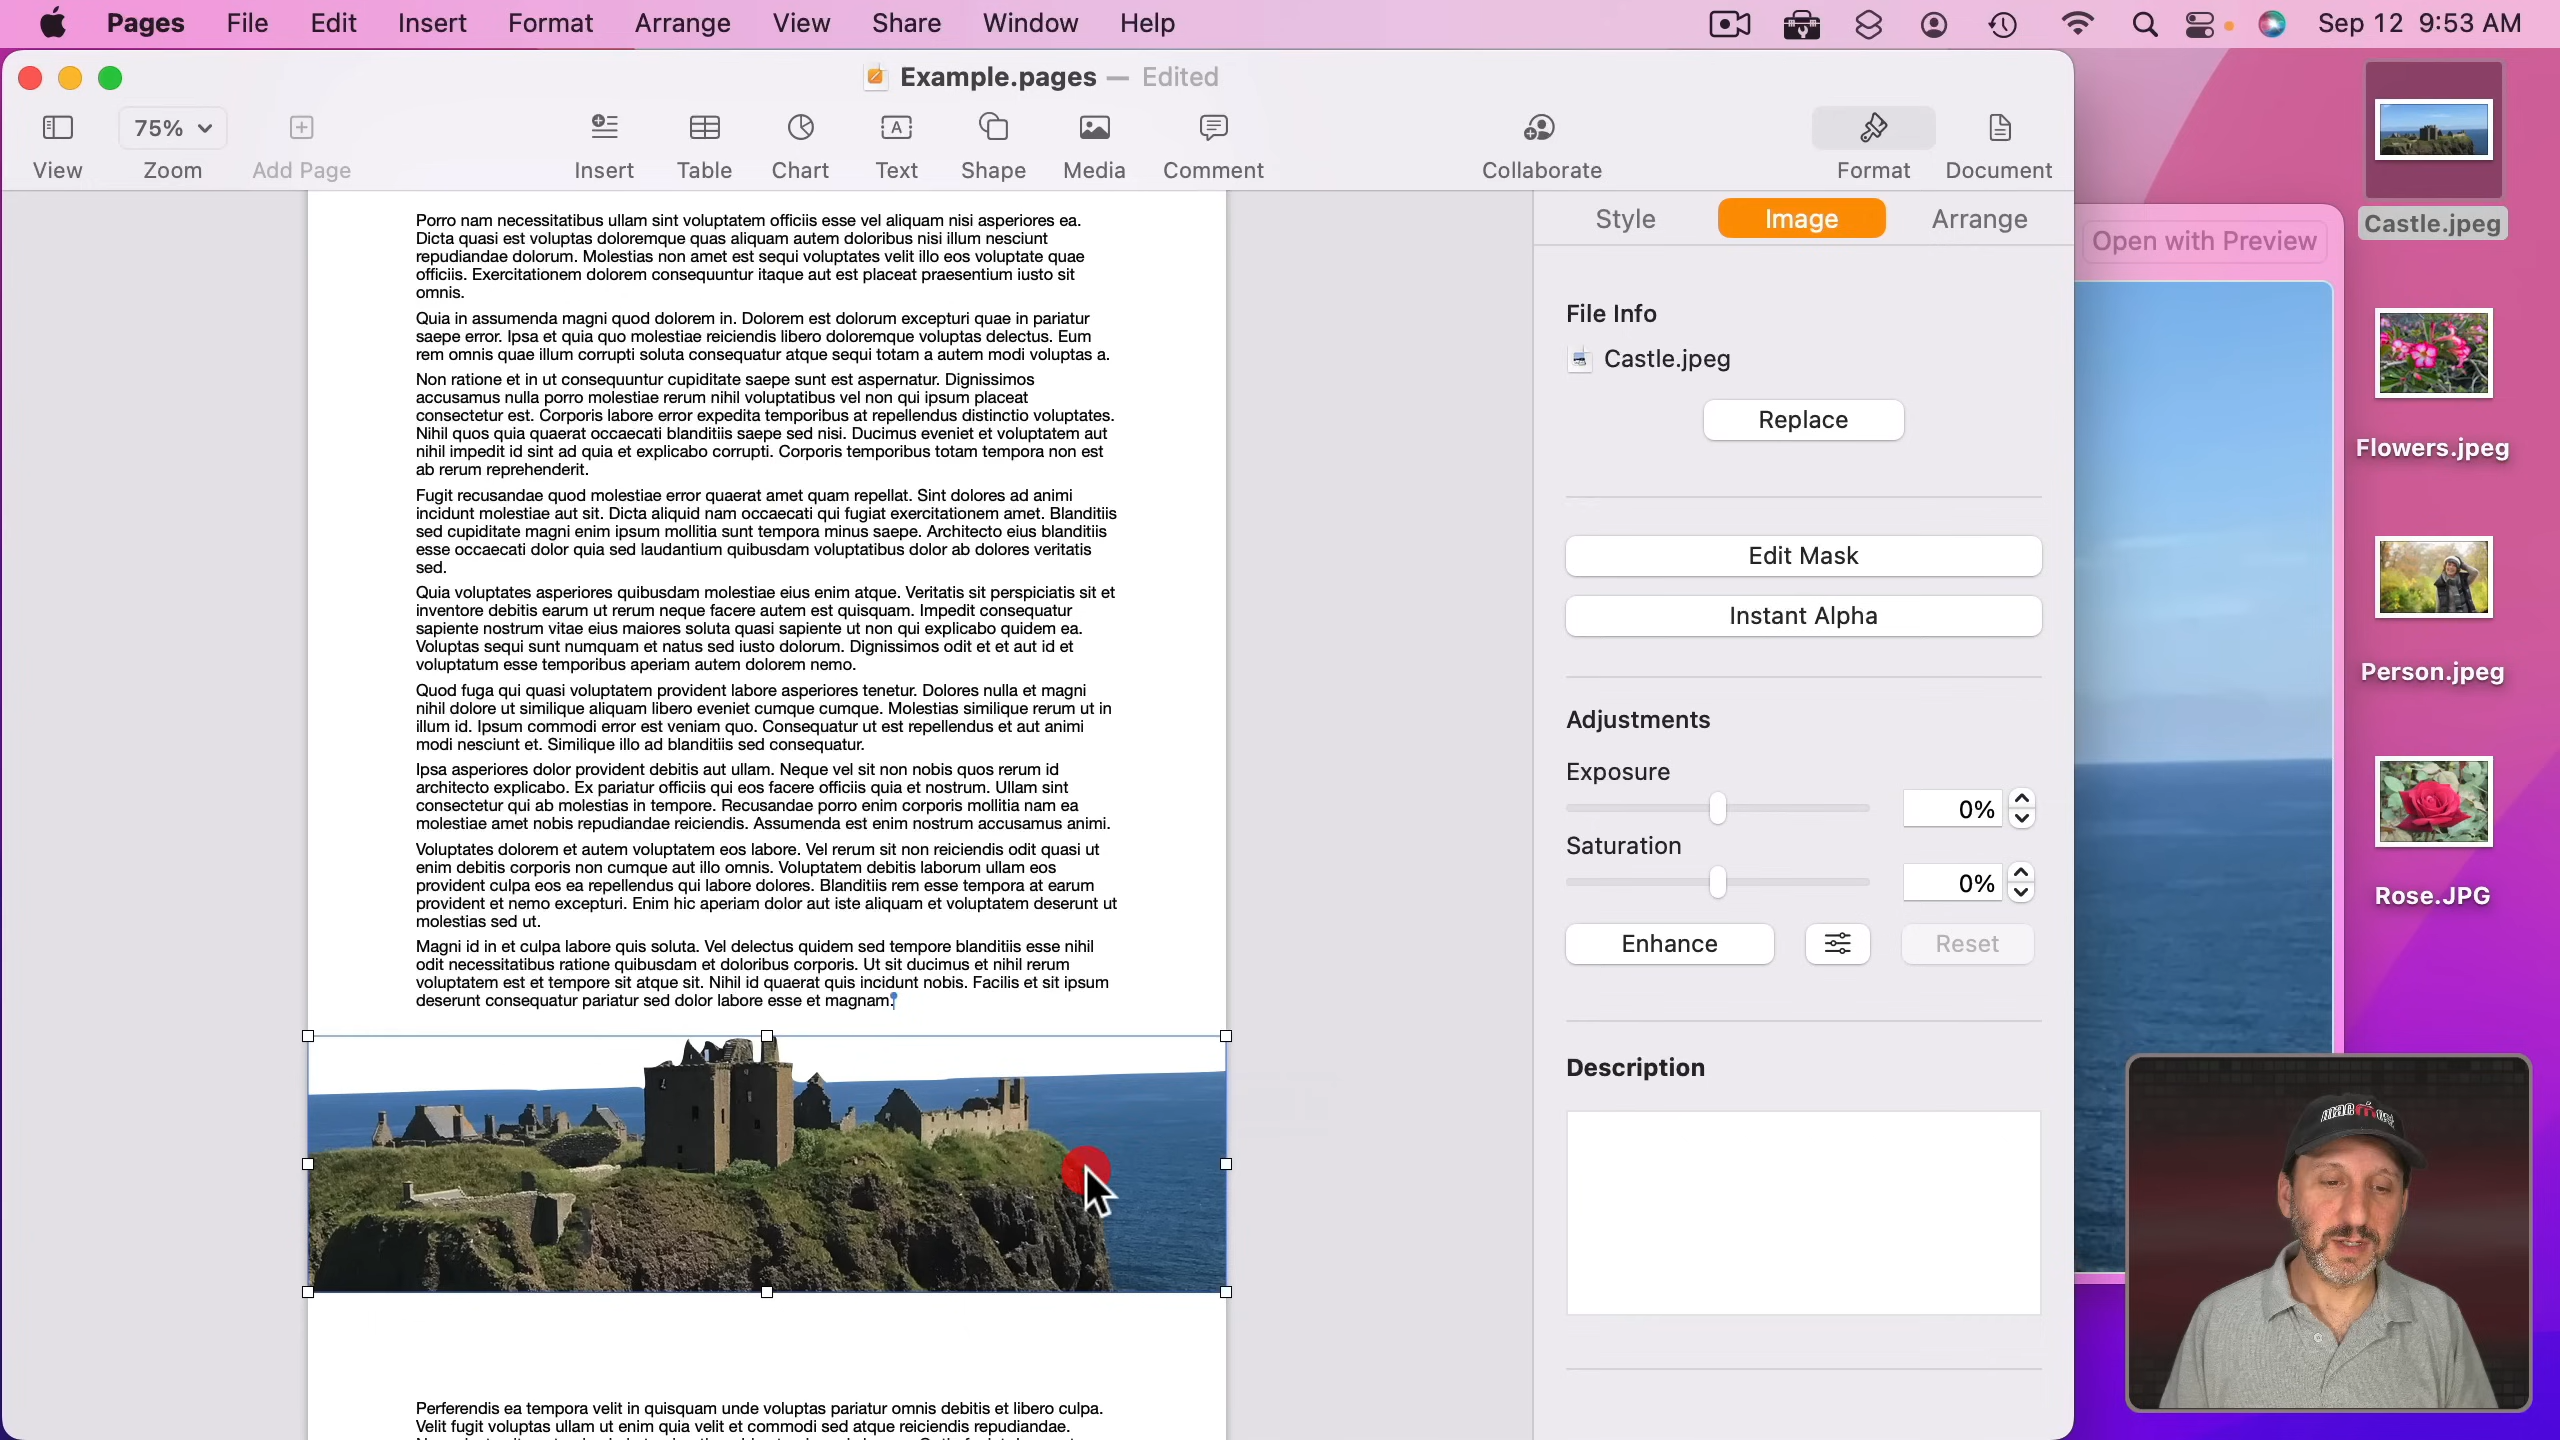 Pages File Edit Insert Format Arrange View Share Window Help Sep 12 9:53 AM
Example.pages — Edited
75%
View Zoom Add Page Insert Table Chart Text Shape Media Comment Collaborate Format Document
Porro nam necessitatibus ullam sint voluptatem officiis esse vel aliquam nisi asperiores ea.
Dicta quasi est voluptas doloremque quas aliquam autem doloribus nisi illum nesciunt
repudiandae dolorum. Molestias non amet est sequi voluptates velit illo eos voluptate quae
officiis. Exercitationem dolorem consequuntur itaque aut est placeat praesentium iusto sit
omnis.
Quia in assumenda magni quod dolorem in. Dolorem est dolorum excepturi quae in pariatur
saepe error. Ipsa et quia quo molestiae reiciendis libero doloremque voluptas delectus. Eum
rem omnis quae illum corrupti soluta consequatur atque sequi totam a autem modi voluptas a.
Non ratione et in ut consequuntur cupiditate saepe sunt est aspernatur. Dignissimos
accusamus nulla porro molestiae rerum nihil voluptatibus vel non qui ipsum placeat
consectetur est. Corporis labore error expedita temporibus at repellendus distinctio voluptates.
Nihil quos quia quaerat occaecati blanditiis saepe sed nisi. Ducimus eveniet et voluptatem aut
nihil impedit id sint ad quia et explicabo corrupti. Corporis temporibus totam tempora non est
ab rerum reprehenderit.
Fugit recusandae quod molestiae error quaerat amet quam repellat. Sint dolores ad animi
incidunt molestiae aut sit. Dicta aliquid nam occaecati qui fugiat exercitationem amet. Blanditiis
sed cupiditate magni enim ipsum mollitia sunt tempora minus saepe. Architecto eius blanditiis
esse occaecati dolor quia sed laudantium quibusdam voluptatibus dolor ab dolores veritatis
sed.
Quia voluptates asperiores quibusdam molestiae eius enim atque. Veritatis sit perspiciatis sit et
inventore debitis earum ut rerum neque facere autem est quisquam. Impedit consequatur
sapiente nostrum vitae eius maiores soluta quasi sapiente ut non qui explicabo quidem ea.
Voluptas sequi sunt numquam et natus sed iusto dolorum. Dignissimos odit et et aut id et
voluptatum esse temporibus aperiam autem dolorem nemo.
Quod fuga qui quasi voluptatem provident labore asperiores tenetur. Dolores nulla et magni
nihil dolore ut similique aliquam libero eveniet cumque cumque. Molestias similique rerum ut in
illum id. Ipsum commodi error est veniam quo. Consequatur ut est repellendus et aut animi
modi nesciunt et. Similique illo ad blanditiis sed consequatur.
Ipsa asperiores dolor provident debitis aut ullam. Neque vel sit non nobis quos rerum id
architecto explicabo. Ex pariatur officiis qui eos facere officiis quia et nostrum. Ullam sint
consectetur qui ab molestias in tempore. Recusandae porro enim corporis mollitia nam ea
molestiae amet nobis repudiandae reiciendis. Assumenda est enim nostrum accusamus animi.
Voluptates dolorem et autem voluptatem eos labore. Vel rerum sit non reiciendis odit quasi ut
enim debitis corporis non cumque aut illo omnis. Voluptatem debitis laborum ullam eos
provident culpa eos ea repellendus qui labore dolores. Blanditiis rem esse tempora at earum
provident et nemo excepturi. Enim hic aperiam dolor aut iste aliquam et voluptatem deserunt ut
molestias sed ut.
Magni id in et culpa labore quis soluta. Vel delectus quidem sed tempore blanditiis esse nihil
odit necessitatibus ratione quibusdam et doloribus corporis. Ut sit ducimus et nihil rerum
voluptatem est et tempore sit atque sit. Nihil id quaerat quis incidunt nobis. Facilis et sit ipsum
deserunt consequatur pariatur sed dolor labore esse et magnam.
Perferendis ea tempora velit in quisquam unde voluptas pariatur omnis debitis et libero culpa.
Velit fugit voluptas ullam ut enim quia velit et commodi sed atque reiciendis repudiandae.
Style Image Arrange
File Info
Castle.jpeg
Replace
Edit Mask
Instant Alpha
Adjustments
Exposure
0%
Saturation
0%
Enhance Reset
Description
Open with Preview
Castle.jpeg
Flowers.jpeg
Person.jpeg
Rose.JPG
macmost